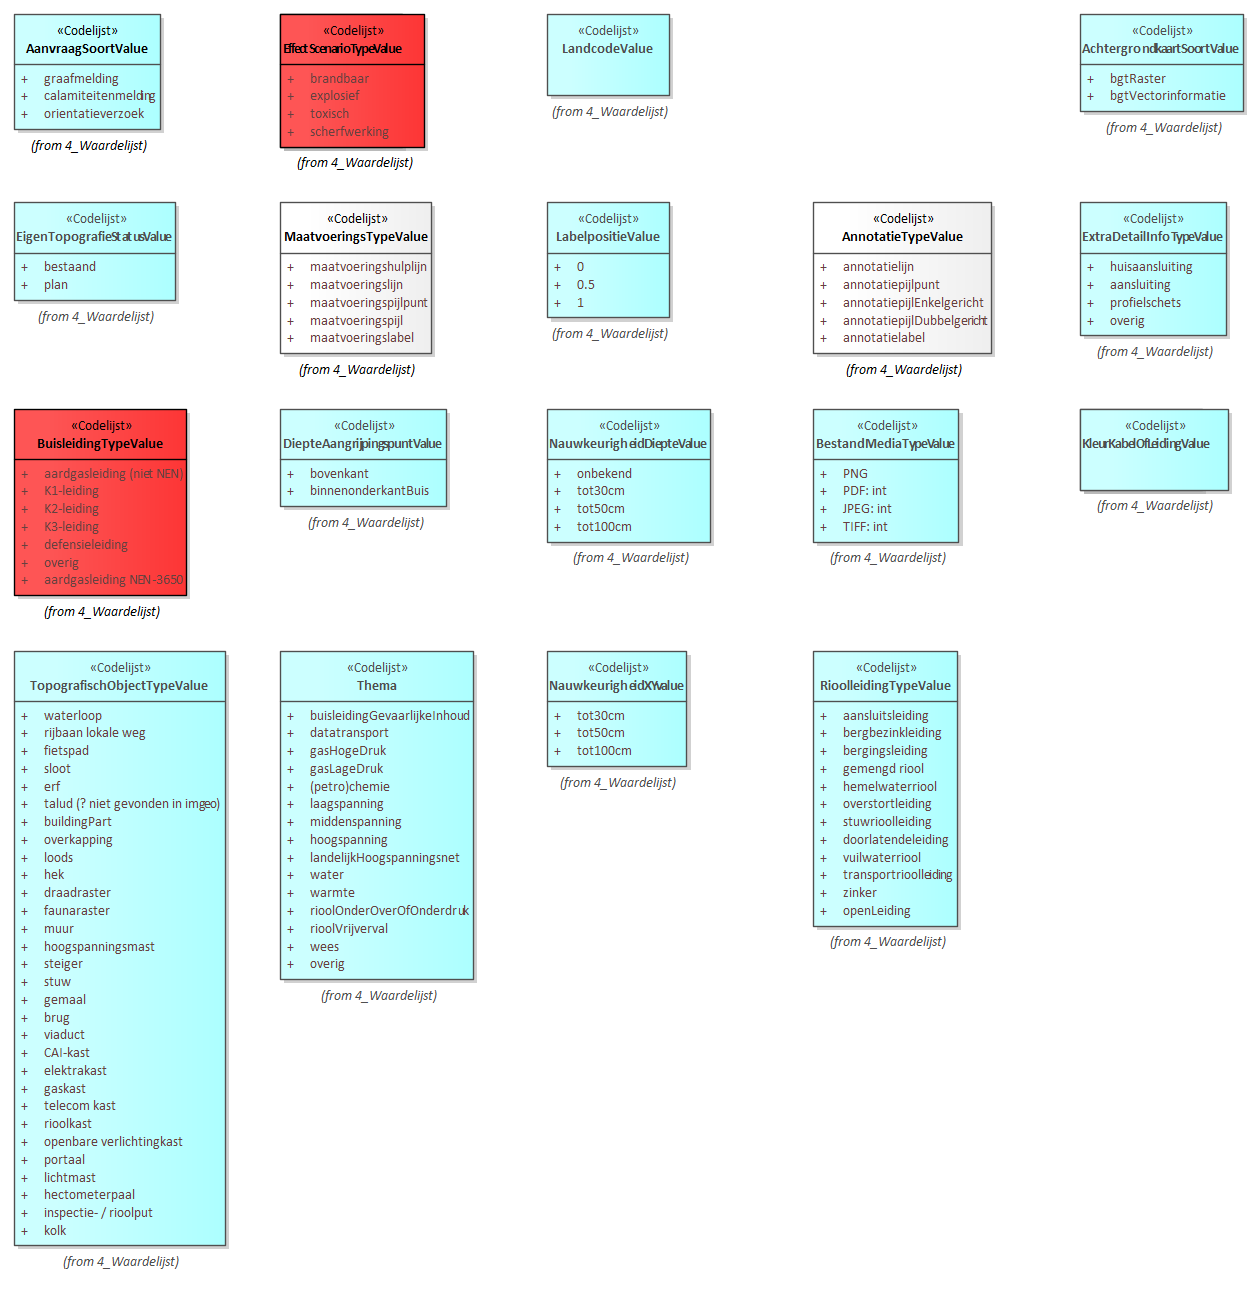 «Codelijst»
AanvraagSoortValue
+ graafmelding
+ calamiteitenmelding
+ orientatieverzoek
(from 4_Waardelijst)
«Codelijst»
EffectScenarioTypeValue
+ brandbaar
+ explosief
+ toxisch
+ scherfwerking
(from 4_Waardelijst)
«Codelijst»
LandcodeValue
(from 4_Waardelijst)
«Codelijst»
AchtergrondkaartSoortValue
+ bgtRaster
+ bgtVectorinformatie
(from 4_Waardelijst)
«Codelijst»
EigenTopografieStatusValue
+ bestaand
+ plan
(from 4_Waardelijst)
«Codelijst»
MaatvoeringsTypeValue
+ maatvoeringshulplijn
+ maatvoeringslijn
+ maatvoeringspijlpunt
+ maatvoeringspijl
+ maatvoeringslabel
(from 4_Waardelijst)
«Codelijst»
LabelpositieValue
+ 0
+ 0.5
+ 1
(from 4_Waardelijst)
«Codelijst»
AnnotatieTypeValue
+ annotatielijn
+ annotatiepijlpunt
+ annotatiepijlEnkelgericht
+ annotatiepijlDubbelgericht
+ annotatielabel
(from 4_Waardelijst)
«Codelijst»
ExtraDetailInfoTypeValue
+ huisaansluiting
+ aansluiting
+ profielschets
+ overig
(from 4_Waardelijst)
«Codelijst»
BuisleidingTypeValue
+ aardgasleiding (niet NEN)
+ K1-leiding
+ K2-leiding
+ K3-leiding
+ defensieleiding
+ overig
+ aardgasleiding NEN-3650
(from 4_Waardelijst)
«Codelijst»
DiepteAangrijpingspuntValue
+ bovenkant
+ binnenonderkantBuis
(from 4_Waardelijst)
«Codelijst»
NauwkeurigheidDiepteValue
+ onbekend
+ tot30cm
+ tot50cm
+ tot100cm
(from 4_Waardelijst)
«Codelijst»
BestandMediaTypeValue
+ PNG
+ PDF: int
+ JPEG: int
+ TIFF: int
(from 4_Waardelijst)
«Codelijst»
KleurKabelOfLeidingValue
(from 4_Waardelijst)
«Codelijst»
TopografischObjectTypeValue
+ waterloop
+ rijbaan lokale weg
+ fietspad
+ sloot
+ erf
+ talud (? niet gevonden in imgeo)
+ buildingPart
+ overkapping
+ loods
+ hek
+ draadraster
+ faunaraster
+ muur
+ hoogspanningsmast
+ steiger
+ stuw
+ gemaal
+ brug
+ viaduct
+ CAI-kast
+ elektrakast
+ gaskast
+ telecom kast
+ rioolkast
+ openbare verlichtingkast
+ portaal
+ lichtmast
+ hectometerpaal
+ inspectie- / rioolput
+ kolk
(from 4_Waardelijst)
«Codelijst»
Thema
+ buisleidingGevaarlijkeInhoud
+ datatransport
+ gasHogeDruk
+ gasLageDruk
+ (petro)chemie
+ laagspanning
+ middenspanning
+ hoogspanning
+ landelijkHoogspanningsnet
+ water
+ warmte
+ rioolOnderOverOfOnderdruk
+ rioolVrijverval
+ wees
+ overig
(from 4_Waardelijst)
«Codelijst»
NauwkeurigheidXYvalue
+ tot30cm
+ tot50cm
+ tot100cm
(from 4_Waardelijst)
«Codelijst»
RioolleidingTypeValue
+ aansluitsleiding
+ bergbezinkleiding
+ bergingsleiding
+ gemengd riool
+ hemelwaterriool
+ overstortleiding
+ stuwrioolleiding
+ doorlatendeleiding
+ vuilwaterriool
+ transportrioolleiding
+ zinker
+ openLeiding
(from 4_Waardelijst)